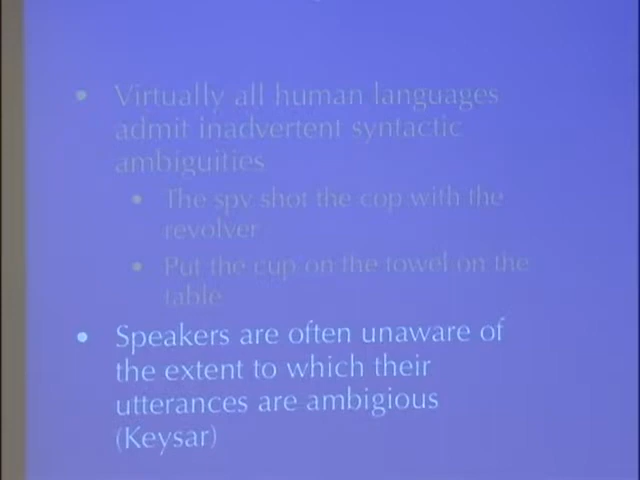 • Virtually all human languages
admit inadvertent syntactic
ambiguities
• The spy shot the cop with the
revolver
• Put the cup on the towel on the
table
• Speakers are often unaware of
the extent to which their
utterances are ambigious
(Keysar)